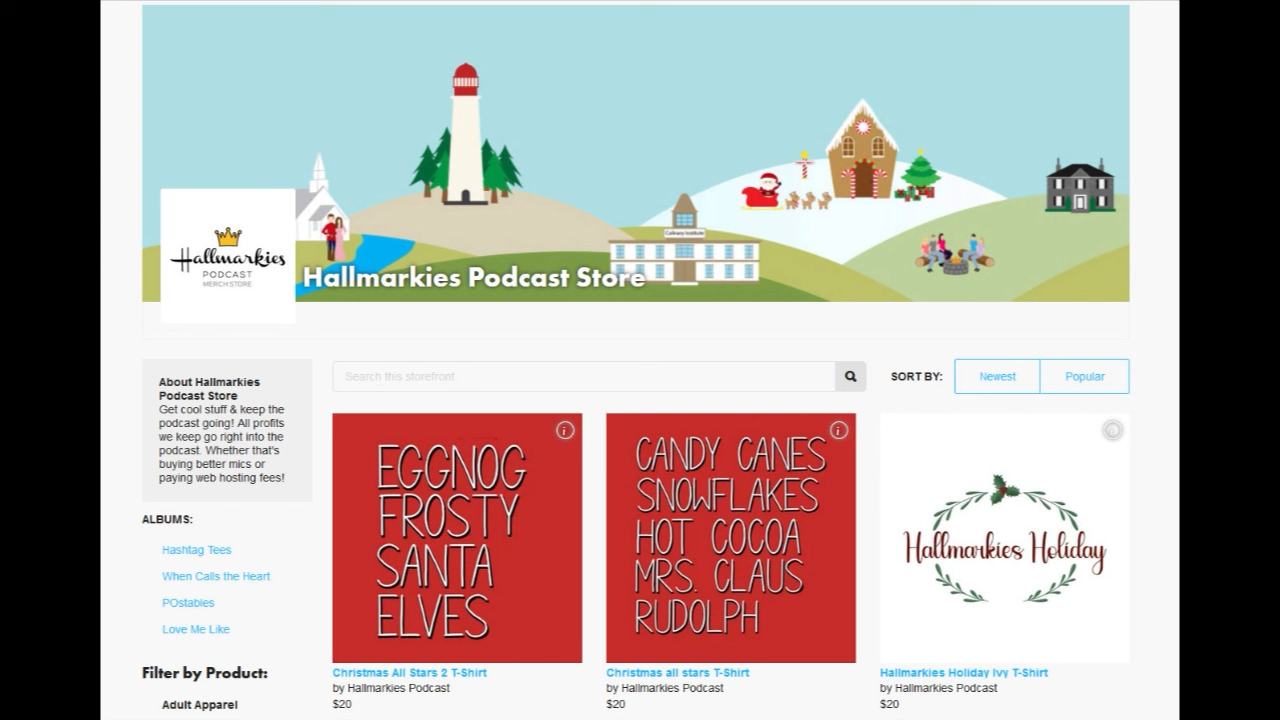 Culinary Institute
Hallmarkies
PODCAST
MERCH STORE
Hallmarkies Podcast Store
About Hallmarkies
Podcast Store
Get cool stuff & keep the
podcast going! All profits
we keep go right into the
podcast. Whether that's
buying better mics or
paying web hosting fees!
ALBUMS:
Hashtag Tees
When Calls the Heart
POstables
Love Me Like
Filter by Product:
Adult Apparel
Search this storefront
SORT BY:
Newest
Popular
EGGNOG
FROSTY
SANTA
ELVES
Christmas All Stars 2 T-Shirt
by Hallmarkies Podcast
$20
CANDY CANES
SNOWFLAKES
HOT COCOA
MRS. CLAUS
RUDOLPH
Christmas all stars T-Shirt
by Hallmarkies Podcast
$20
Hallmarkies Holiday
Hallmarkies Holiday Ivy T-Shirt
by Hallmarkies Podcast
$20